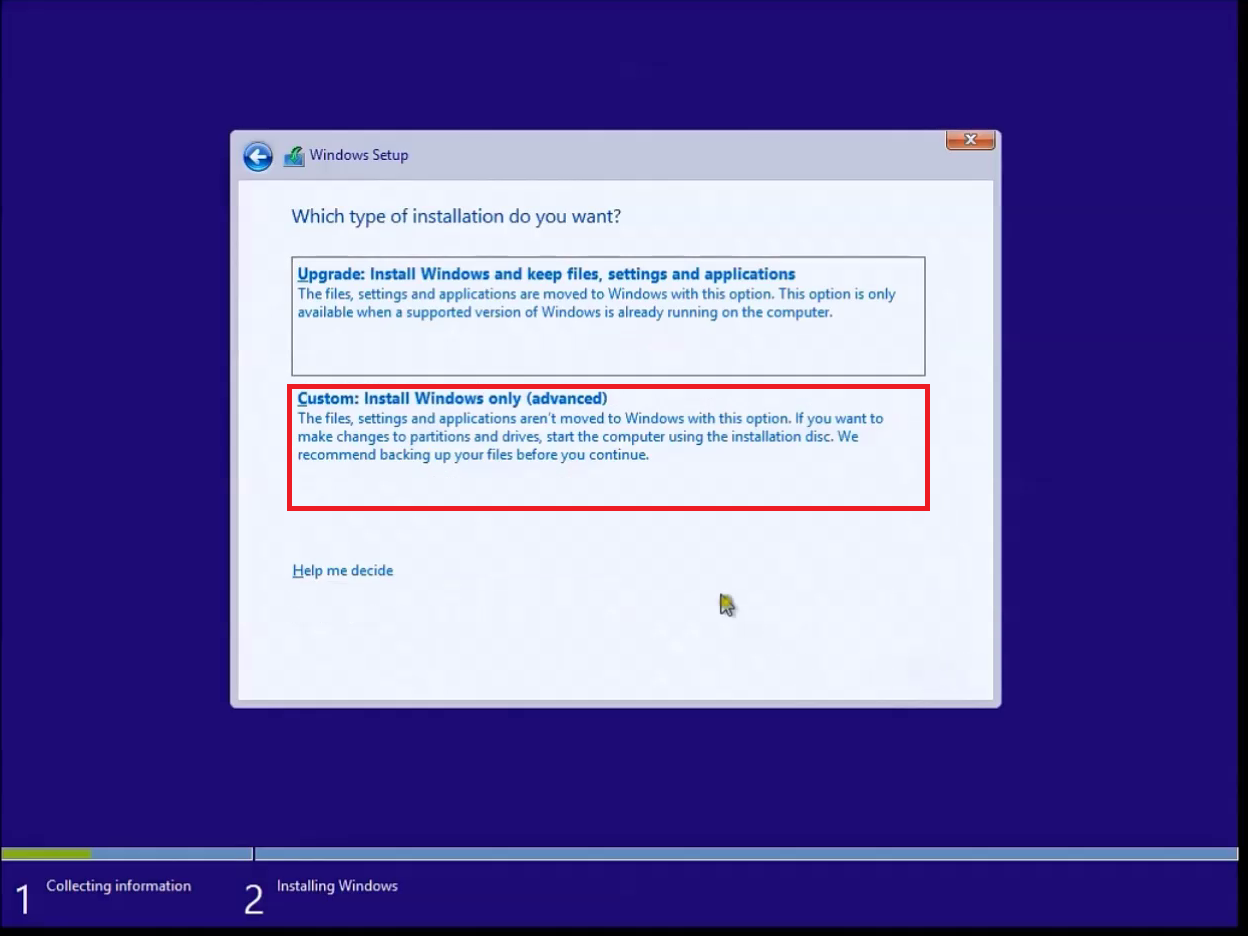 Windows Setup
Which type of installation do you want?
Upgrade: Install Windows and keep files, settings and applications
The files, settings and applications are moved to Windows with this option. This option is only
available when a supported version of Windows is already running on the computer.
Custom: Install Windows only (advanced)
The files, settings and applications aren't moved to Windows with this option. If you want to
make changes to partitions and drives, start the computer using the installation disc. We
recommend backing up your files before you continue.
Help me decide
1 Collecting information
2 Installing Windows